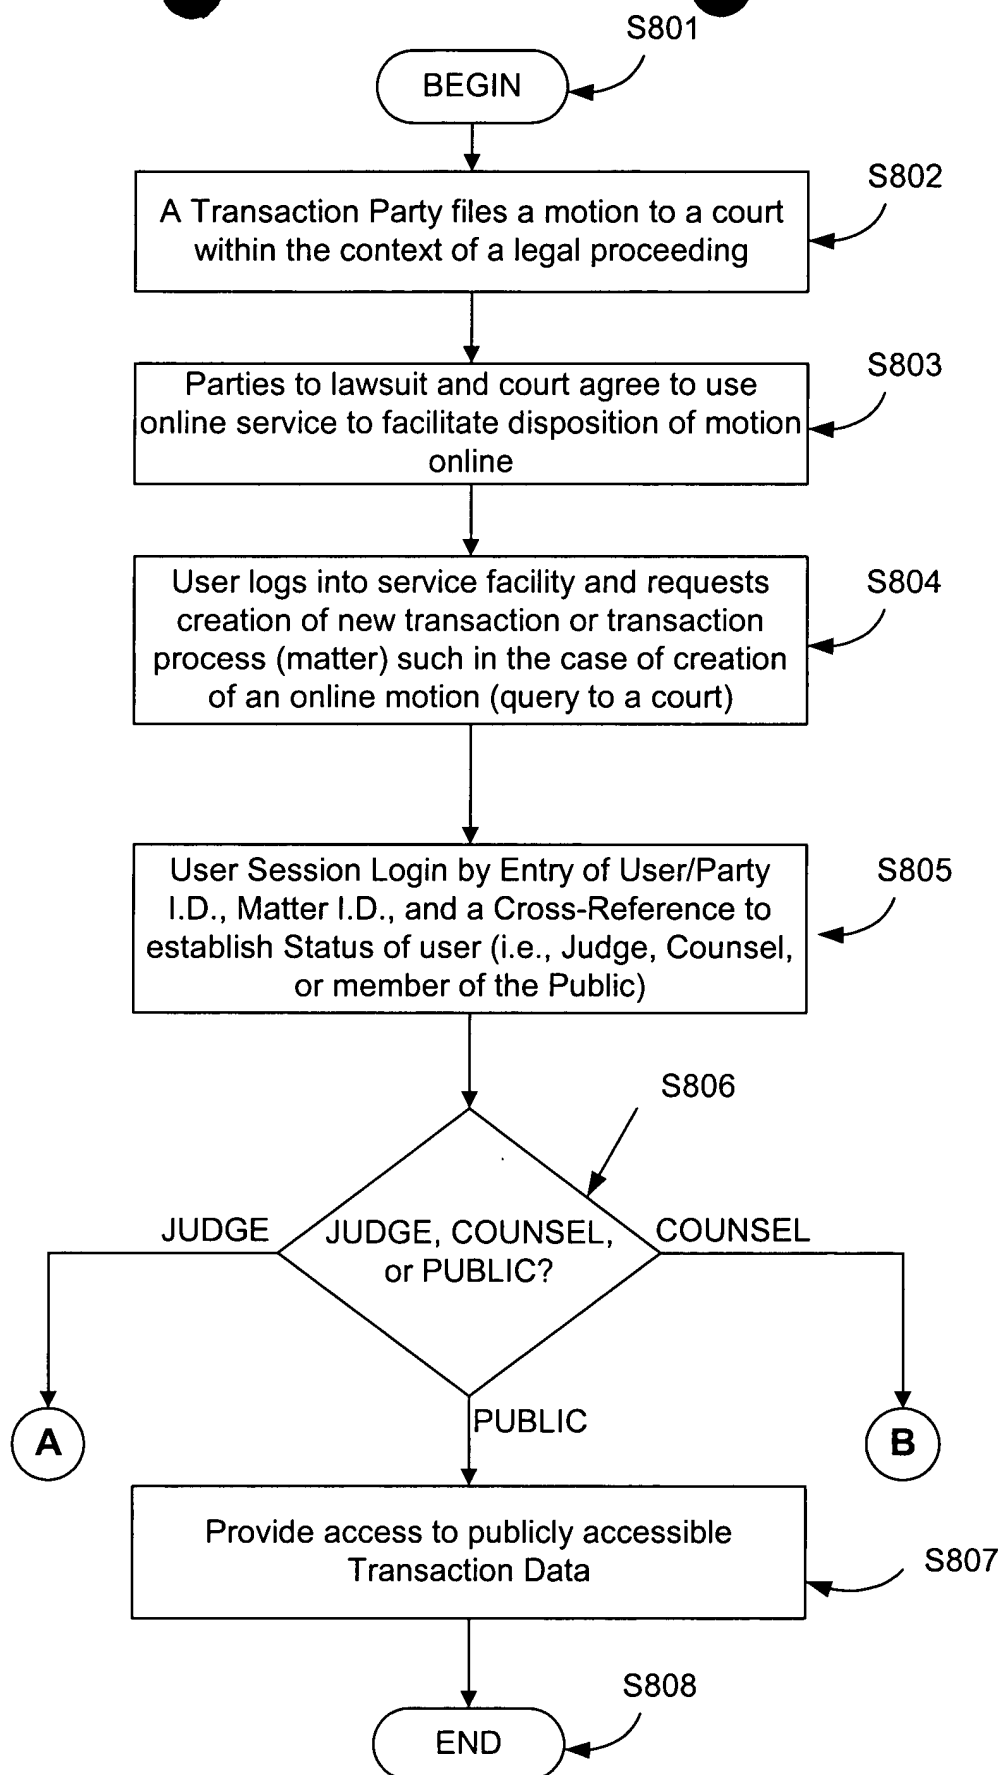 S801
BEGIN
S802
A Transaction Party files a motion to a court
within the context of a legal proceeding
S803
Parties to lawsuit and court agree to use
online service to facilitate disposition of motion
online
S804
User logs into service facility and requests
creation of new transaction or transaction
process (matter) such in the case of creation
of an online motion (query to a court)
S805
User Session Login by Entry of User/Party
I.D., Matter I.D., and a Cross-Reference to
establish Status of user (i.e., Judge, Counsel,
or member of the Public)
S806
JUDGE
JUDGE, COUNSEL,
or PUBLIC?
COUNSEL
A
PUBLIC
B
Provide access to publicly accessible
Transaction Data
S807
S808
END